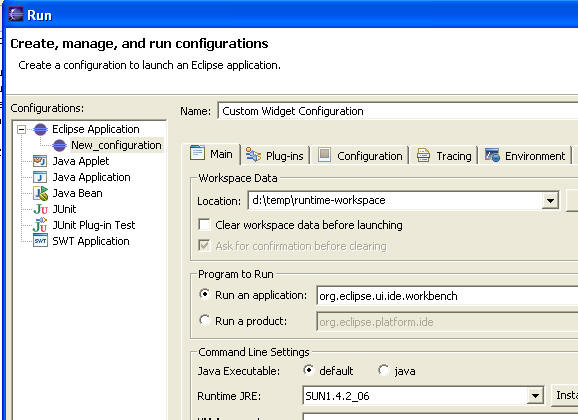 Run
Create, manage, and run configurations
Create a configuration to launch an Eclipse application.
Configurations:
Eclipse Application
New_configuration
Java Applet
Java Application
Java Bean
JUnit
JUnit Plug-in Test
SWT Application
Name: Custom Widget Configuration
Main Plug-ins Configuration Tracing Environment
Workspace Data
Location: d:\temp\runtime-workspace
Clear workspace data before launching
Ask for confirmation before clearing
Program to Run
Run an application: org.eclipse.ui.ide.workbench
Run a product: org.eclipse.platform.ide
Command Line Settings
Java Executable: default java
Runtime JRE: SUN1.4.2_06